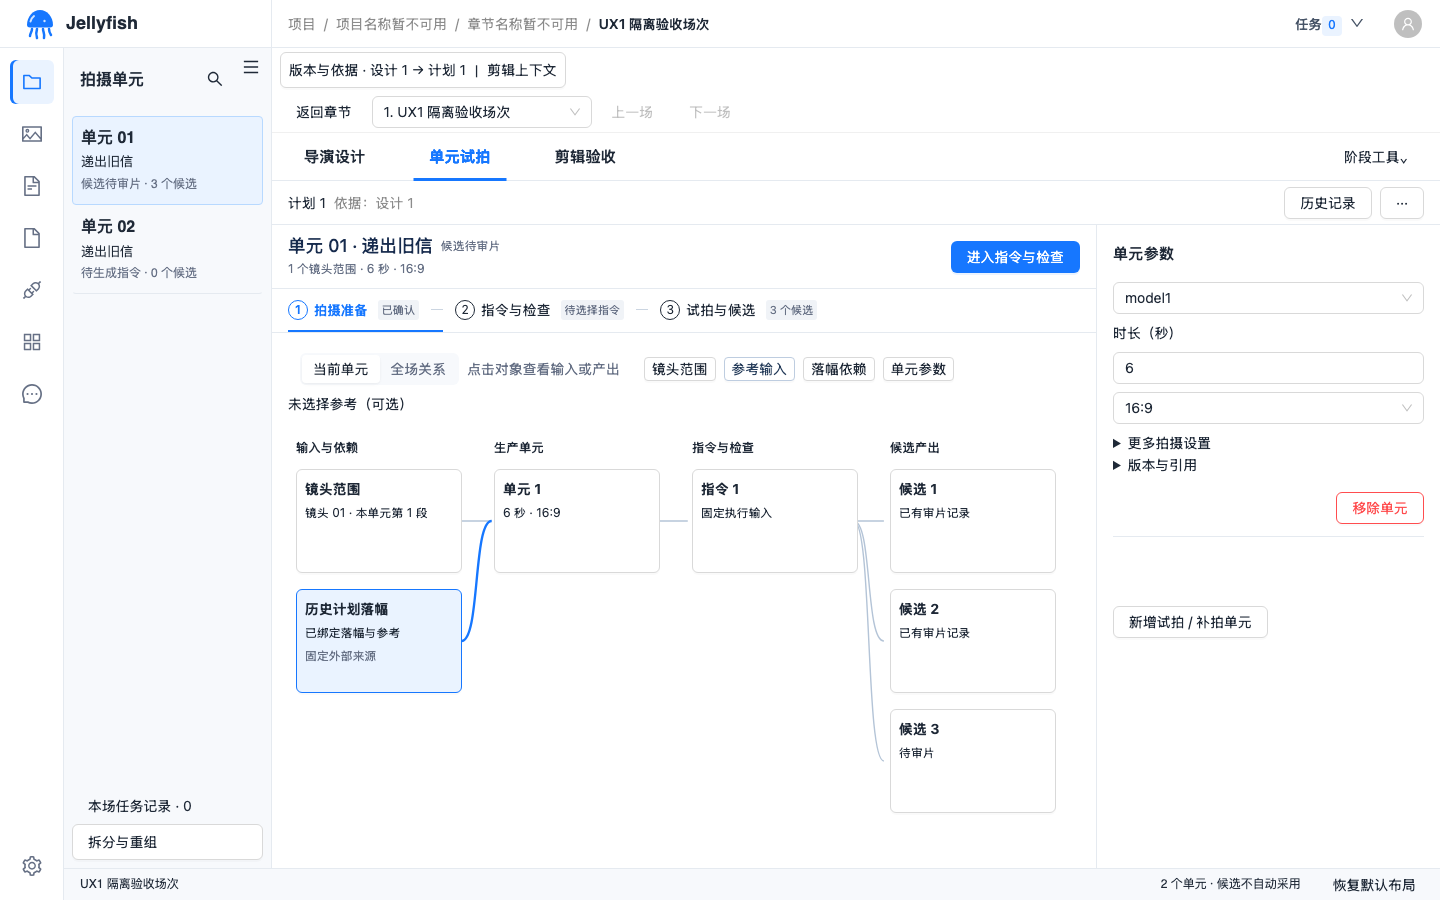 Jellyfish
项目 / 项目名称暂不可用 / 章节名称暂不可用 / UX1 隔离验收场次
任务 0
拍摄单元
单元 01
递出旧信
候选待审片 · 3 个候选
单元 02
递出旧信
待生成指令 · 0 个候选
本场任务记录 · 0
拆分与重组
版本与依据 · 设计 1 → 计划 1 | 剪辑上下文
返回章节
1. UX1 隔离验收场次
上一场
下一场
导演设计
单元试拍
剪辑验收
阶段工具
计划 1 依据：设计 1
历史记录
···
单元 01 · 递出旧信 候选待审片
1 个镜头范围 · 6 秒 · 16:9
进入指令与检查
1 拍摄准备 已确认
2 指令与检查 待选择指令
3 试拍与候选 3 个候选
当前单元
全场关系
点击对象查看输入或产出
镜头范围
参考输入
落幅依赖
单元参数
未选择参考（可选）
输入与依赖
生产单元
指令与检查
候选产出
镜头范围
镜头 01 · 本单元第 1 段
单元 1
6 秒 · 16:9
指令 1
固定执行输入
候选 1
已有审片记录
历史计划落幅
已绑定落幅与参考
固定外部来源
候选 2
已有审片记录
候选 3
待审片
单元参数
model1
时长（秒）
6
16:9
更多拍摄设置
版本与引用
移除单元
新增试拍 / 补拍单元
UX1 隔离验收场次
2 个单元 · 候选不自动采用
恢复默认布局